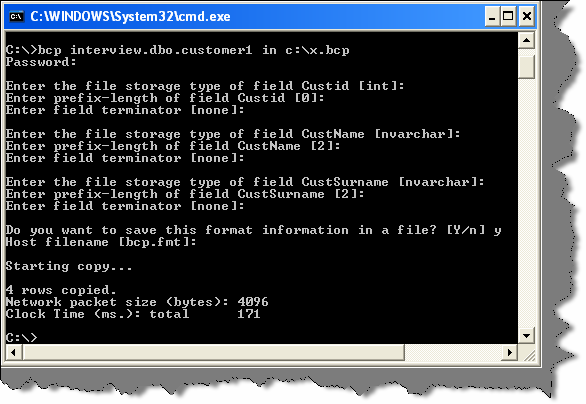 C:\WINDOWS\System32\cmd.exe
C:\>bcp interview.dbo.customer1 in c:\x.bcp
Password:
Enter the file storage type of field Custid [int]:
Enter prefix-length of field Custid [0]:
Enter field terminator [none]:
Enter the file storage type of field CustName [nvarchar]:
Enter prefix-length of field CustName [2]:
Enter field terminator [none]:
Enter the file storage type of field CustSurname [nvarchar]:
Enter prefix-length of field CustSurname [2]:
Enter field terminator [none]:
Do you want to save this format information in a file? [Y/n] y
Host filename [bcp.fmt]:
Starting copy...
4 rows copied.
Network packet size (bytes): 4096
Clock Time (ms.): total 171
C:\>